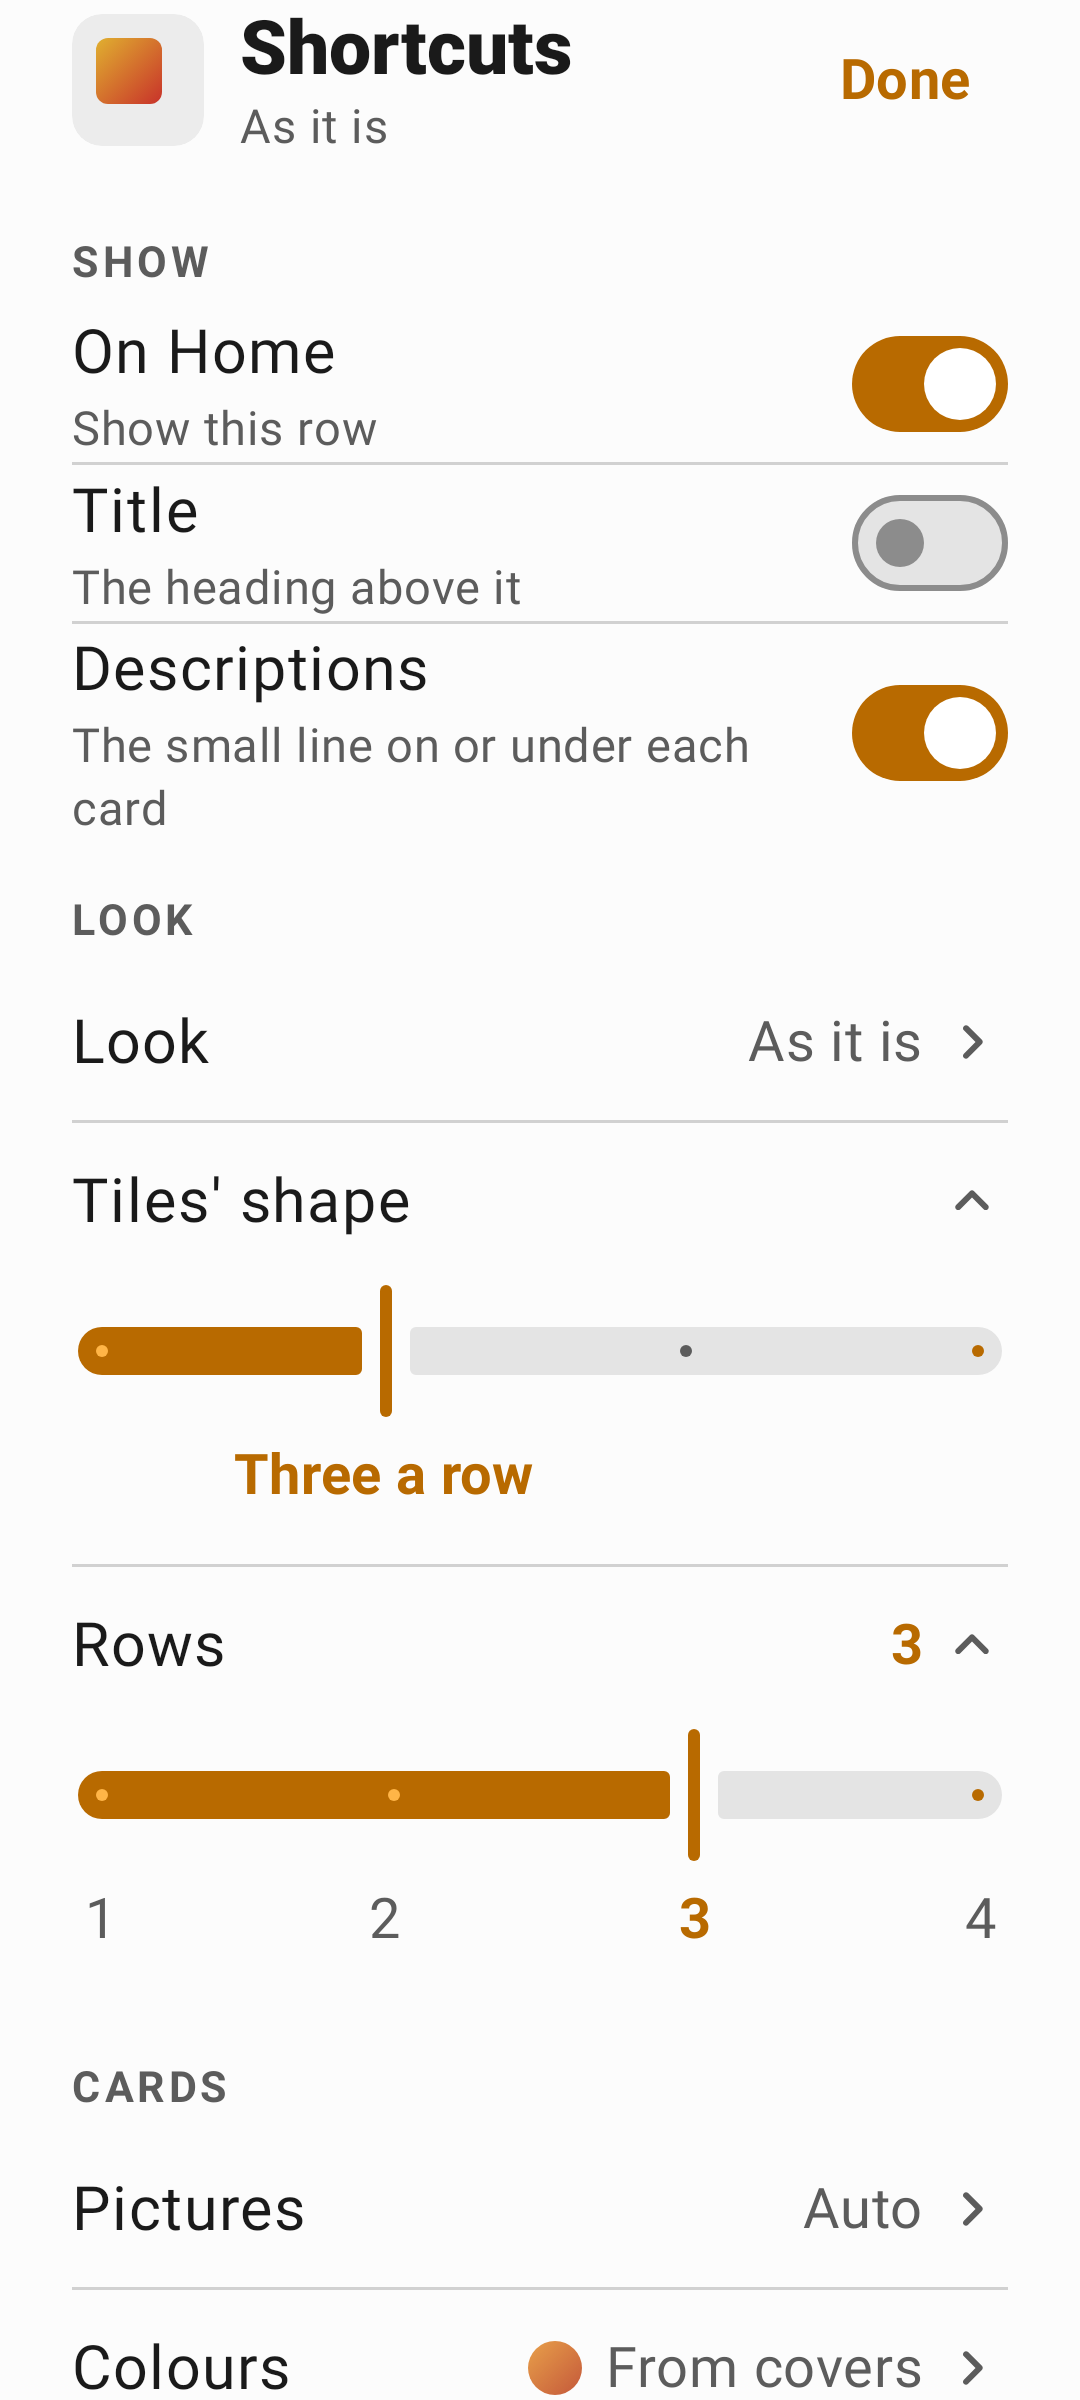 Shortcuts
As it is
Done
SHOW
On Home
Show this row
Title
The heading above it
Descriptions
The small line on or under each
card
LOOK
Look
As it is
Tiles' shape
Three a row
Rows
3
1 2 3 4
CARDS
Pictures
Auto
Colours
From covers